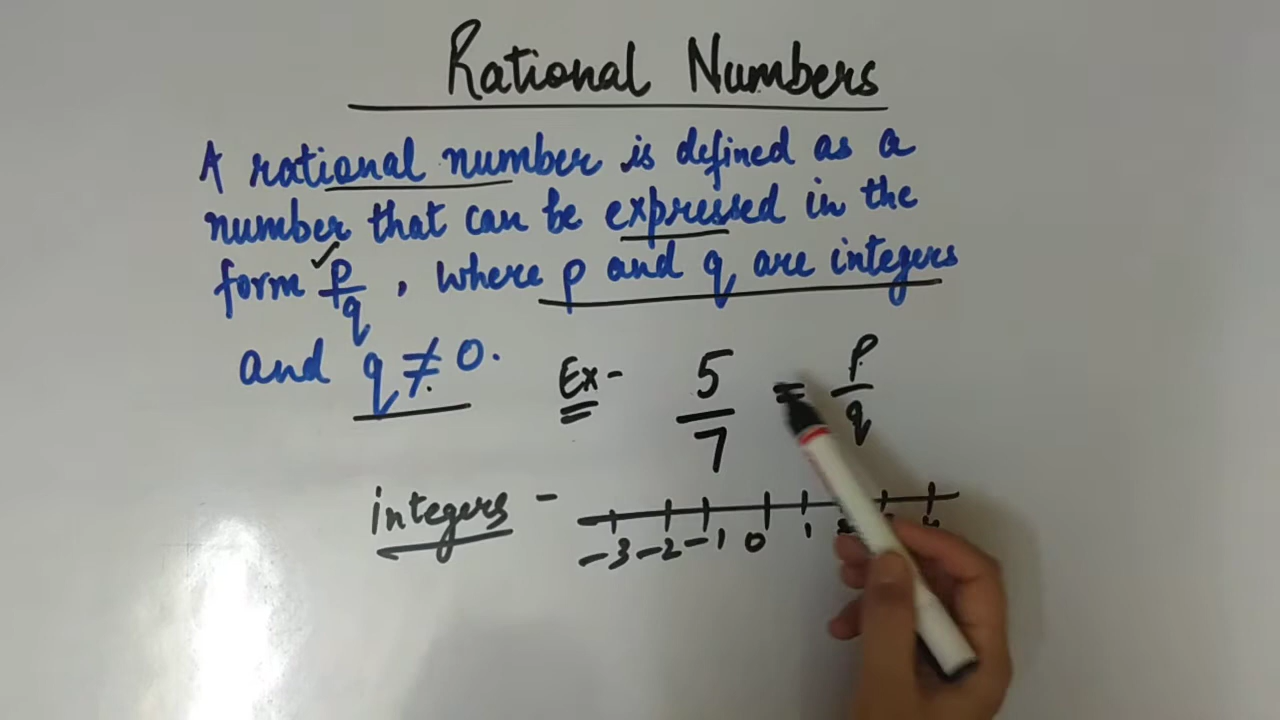 Rational Numbers
A rational number is defined as a
number that can be expressed in the
form p/q, where p and q are integers
and q ≠ 0. Ex- 5/7 = p/q
integers -
-3 -2 -1 0 1